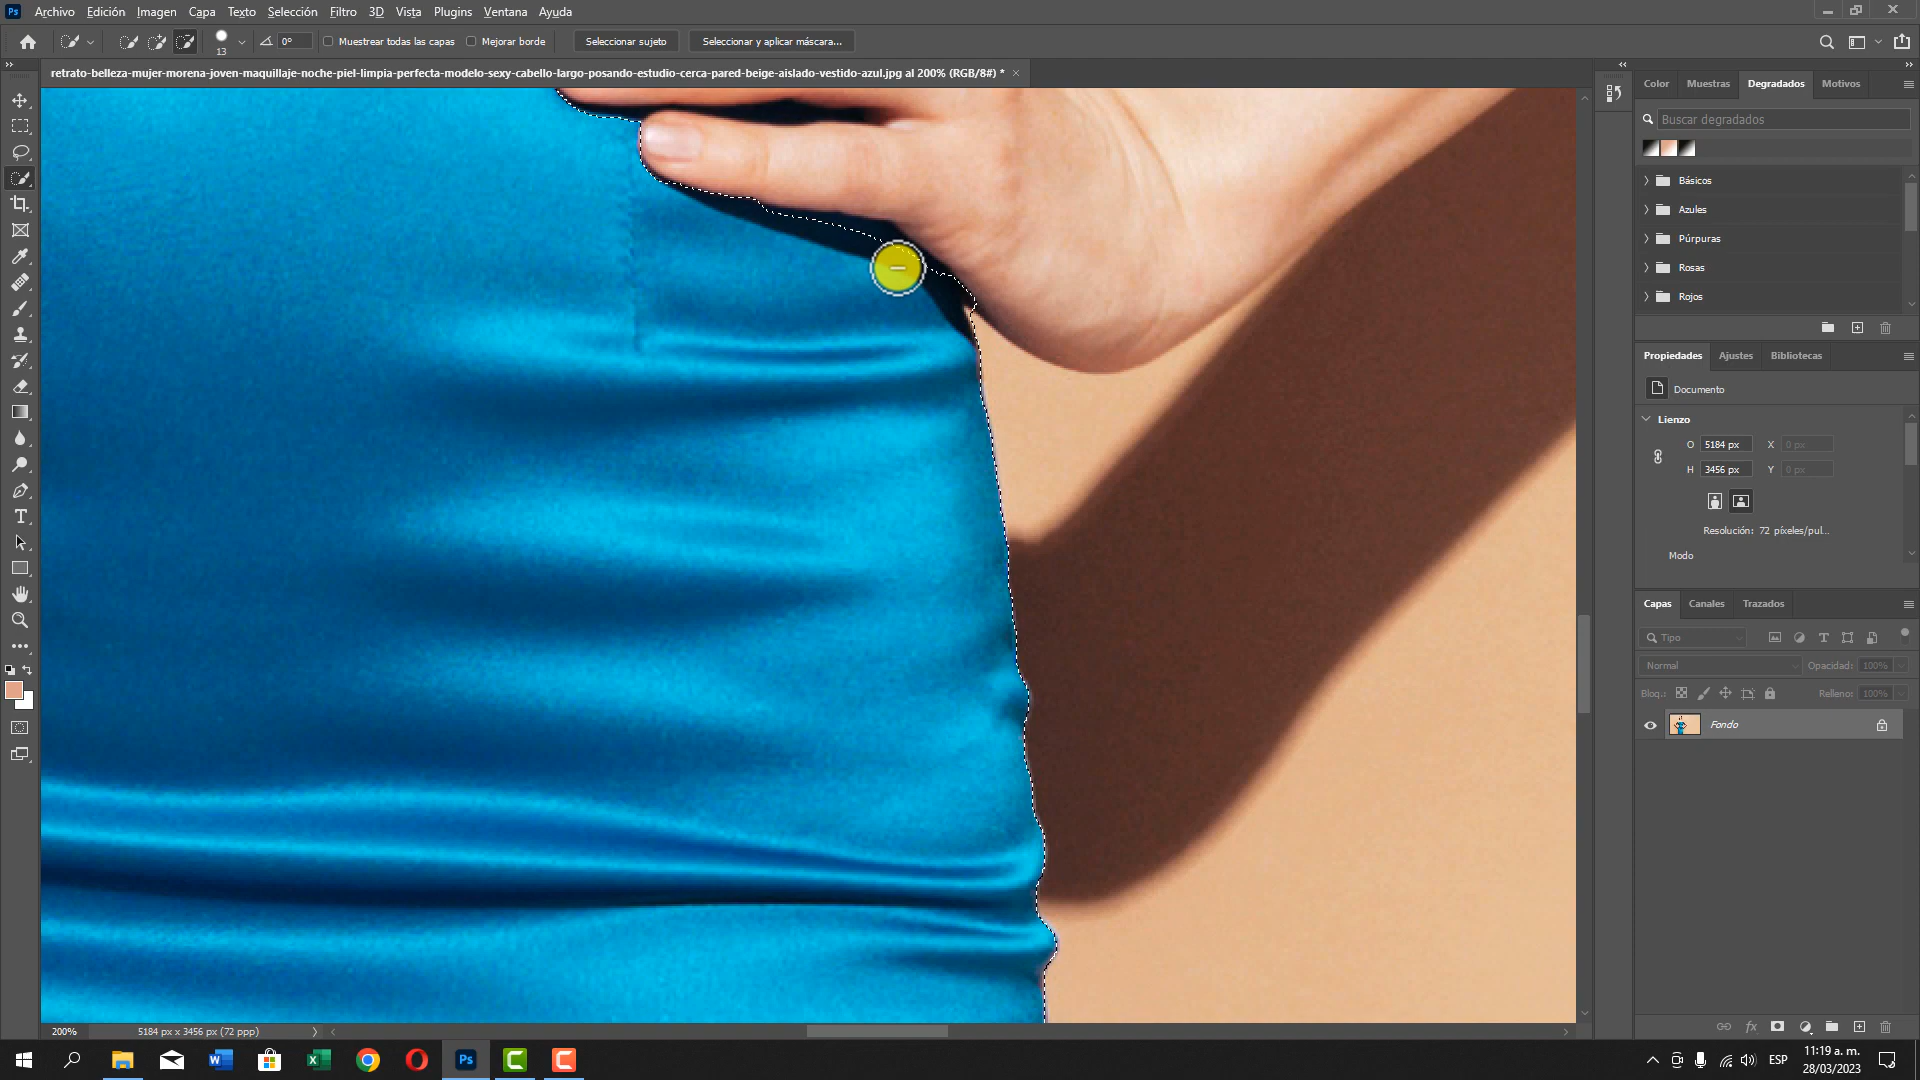 Ps Archivo Edición Imagen Capa Texto Selección Filtro 3D Vista Plugins Ventana Ayuda
13 0° Muestrear todas las capas Mejorar borde Seleccionar sujeto Seleccionar y aplicar máscara...
retrato-belleza-mujer-morena-joven-maquillaje-noche-piel-limpia-perfecta-modelo-sexy-cabello-largo-posando-estudio-cerca-pared-beige-aislado-vestido-azul.jpg al 200% (RGB/8#) *
Color Muestras Degradados Motivos
Buscar degradados
Básicos
Azules
Púrpuras
Rosas
Rojos
Propiedades Ajustes Bibliotecas
Documento
Lienzo
O 5184 px X 0 px
H 3456 px Y 0 px
Resolución: 72 píxeles/pul...
Modo
Capas Canales Trazados
Tipo
Normal Opacidad: 100%
Bloq.: Relleno: 100%
Fondo
200% 5184 px x 3456 px (72 ppp)
Ps ESP 11:19 a. m.
28/03/2023